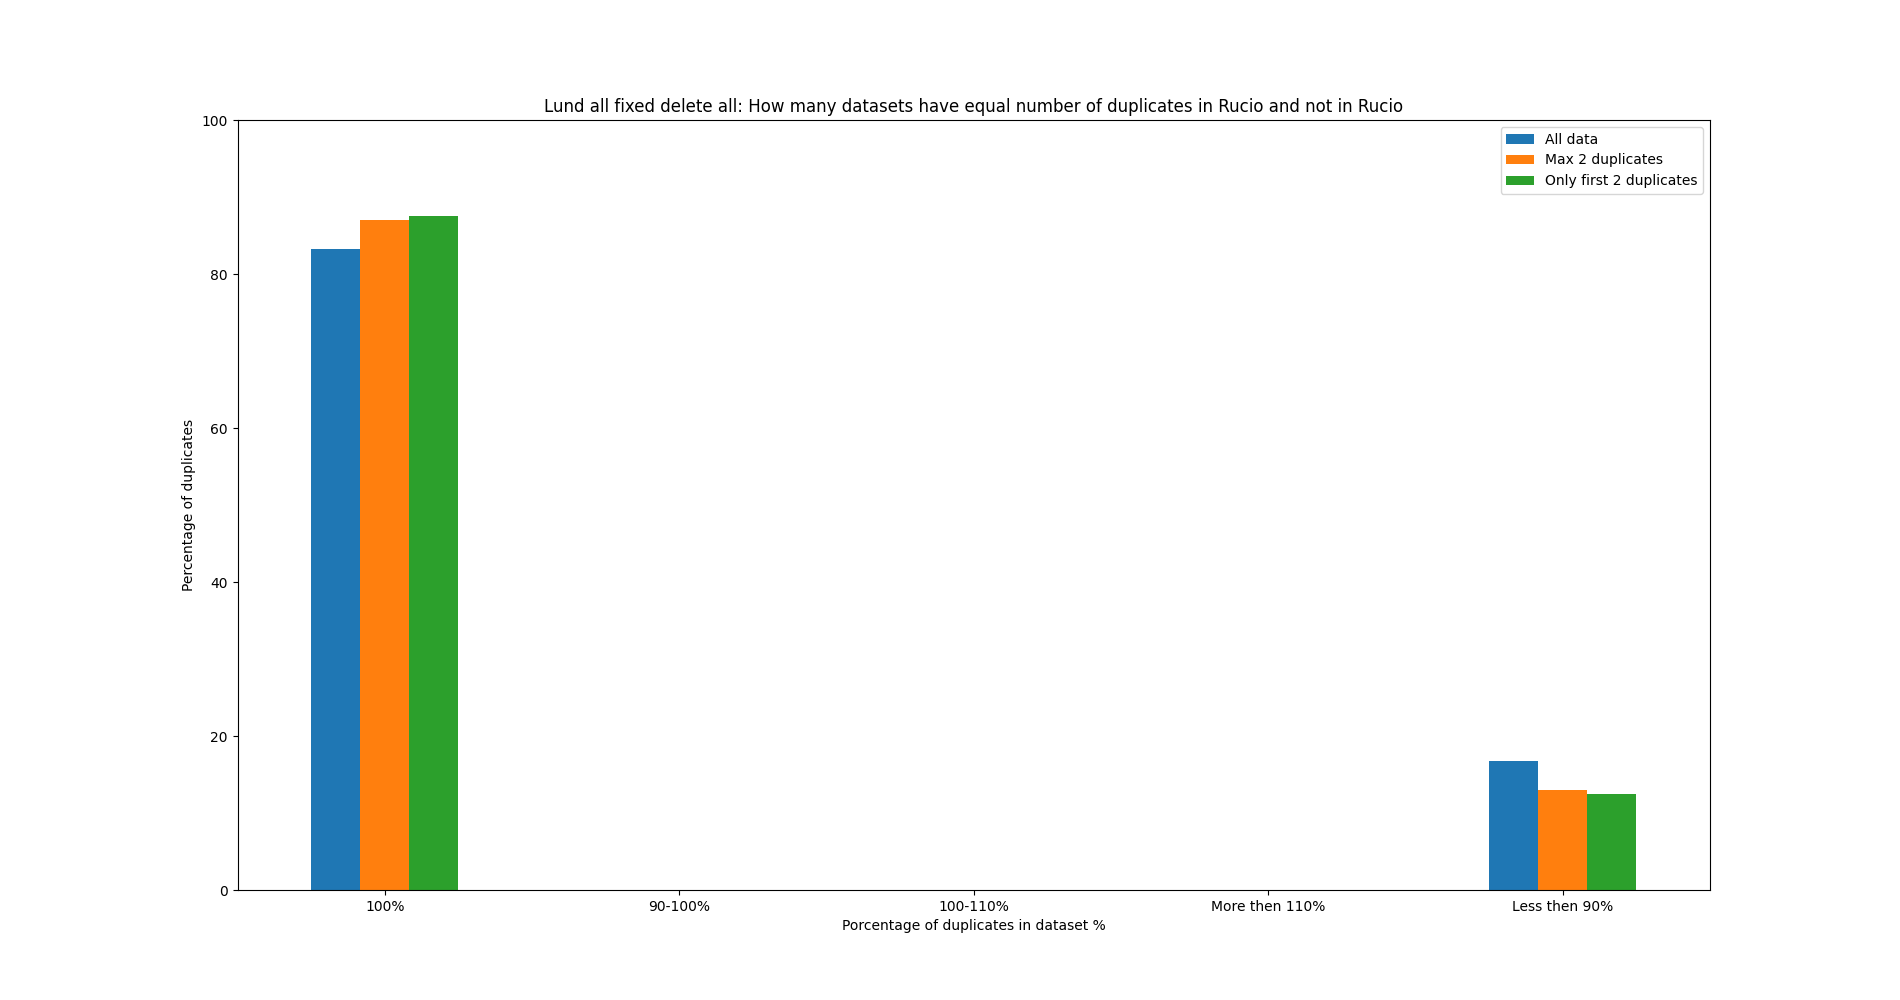 Lund all fixed delete all: How many datasets have equal number of duplicates in Rucio and not in Rucio
100
80
60
40
20
0
Percentage of duplicates
All data
Max 2 duplicates
Only first 2 duplicates
100%
90-100%
100-110%
More then 110%
Less then 90%
Porcentage of duplicates in dataset %